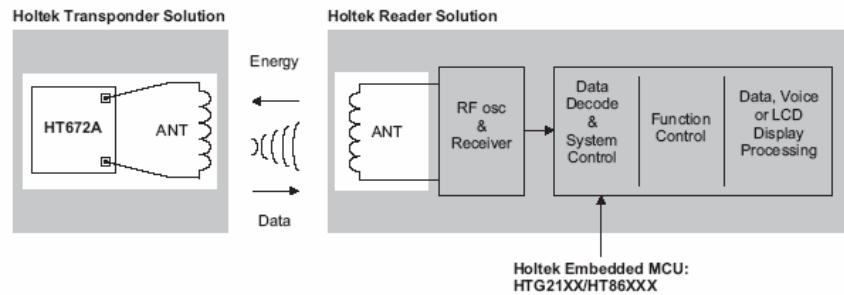 Holtek Transponder Solution
Holtek Reader Solution
HT672A
ANT
Energy
Data
ANT
RF osc
&
Receiver
Data
Decode
&
System
Control
Function
Control
Data, Voice
or LCD
Display
Processing
Holtek Embedded MCU:
HTG21XX/HT86XXX